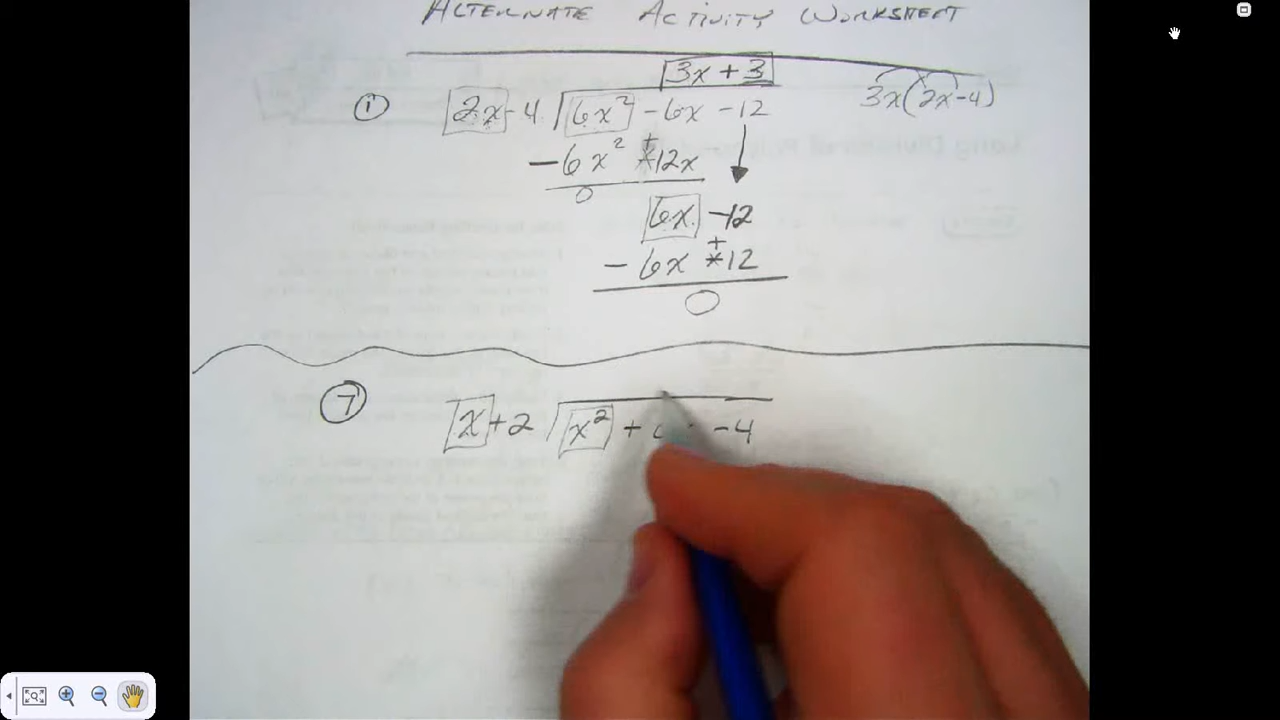 ALTERNATE ACTIVITY WORKSHEET
3x + 3
① 2x - 4 6x² - 6x - 12 3x(2x-4)
- 6x² + 12x
0
6x - 12
- 6x + 12
0
⑦ x + 2 x² + - 4